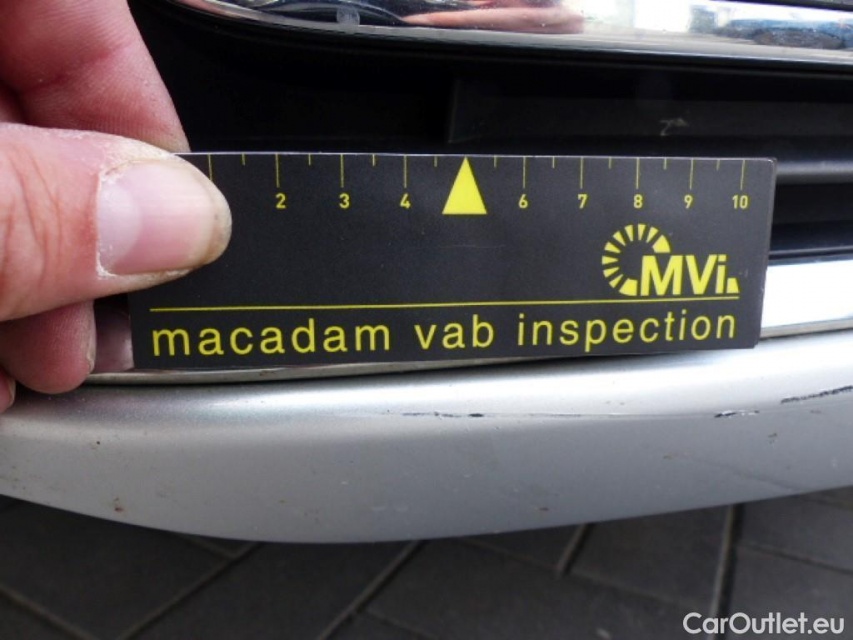 2 3 4 6 7 8 9 10
MVi
macadam vab inspection
CarOutlet.eu